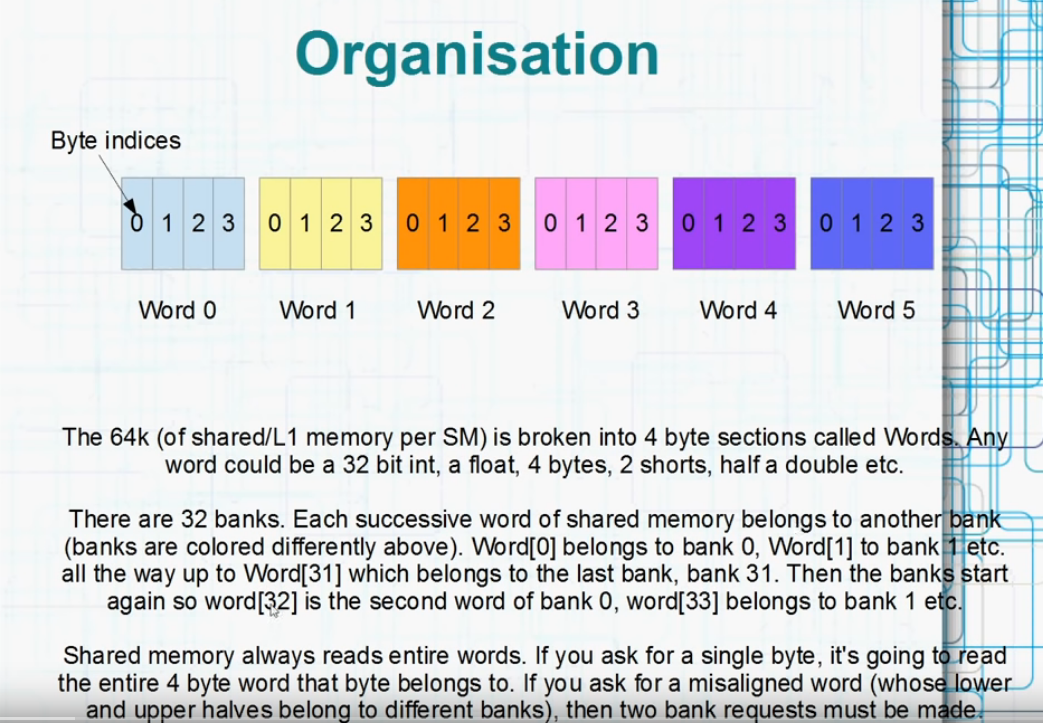 Organisation
Byte indices
0 1 2 3 0 1 2 3 0 1 2 3 0 1 2 3 0 1 2 3 0 1 2 3
Word 0 Word 1 Word 2 Word 3 Word 4 Word 5
The 64k (of shared/L1 memory per SM) is broken into 4 byte sections called Words. Any
word could be a 32 bit int, a float, 4 bytes, 2 shorts, half a double etc.
There are 32 banks. Each successive word of shared memory belongs to another bank
(banks are colored differently above). Word[0] belongs to bank 0, Word[1] to bank 1 etc.
all the way up to Word[31] which belongs to the last bank, bank 31. Then the banks start
again so word[32] is the second word of bank 0, word[33] belongs to bank 1 etc.
Shared memory always reads entire words. If you ask for a single byte, it's going to read
the entire 4 byte word that byte belongs to. If you ask for a misaligned word (whose lower
and upper halves belong to different banks), then two bank requests must be made.